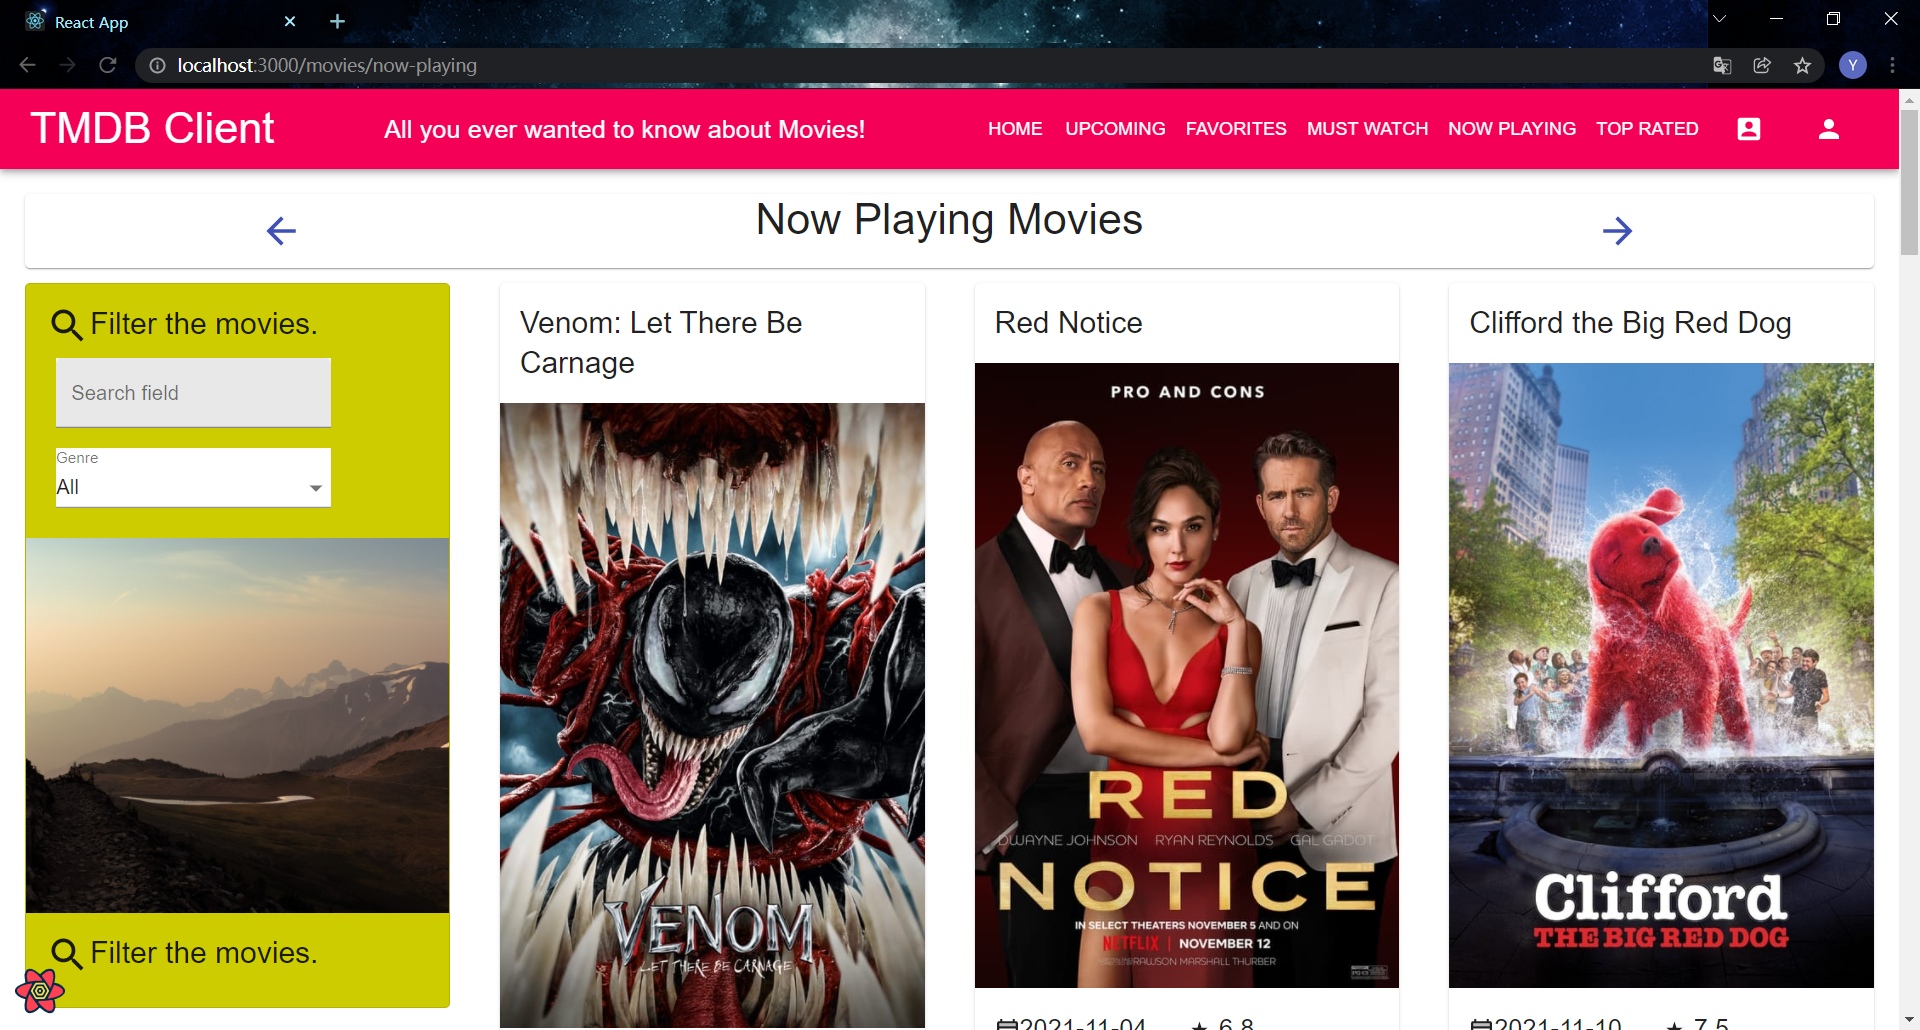 React App
localhost:3000/movies/now-playing
Y
TMDB Client
All you ever wanted to know about Movies!
HOME
UPCOMING
FAVORITES
MUST WATCH
NOW PLAYING
TOP RATED
Now Playing Movies
Filter the movies.
Search field
Genre
All
Filter the movies.
Venom: Let There Be
Carnage
VENOM
LET THERE BE CARNAGE
Red Notice
PRO AND CONS
RED
DWAYNE JOHNSON RYAN REYNOLDS GAL GADOT
NOTICE
IN SELECT THEATERS NOVEMBER 5 AND ON
NETFLIX | NOVEMBER 12
RAWSON MARSHALL THURBER
2021-11-04 6.8
Clifford the Big Red Dog
Clifford
THE BIG RED DOG
2021-11-10 7.5